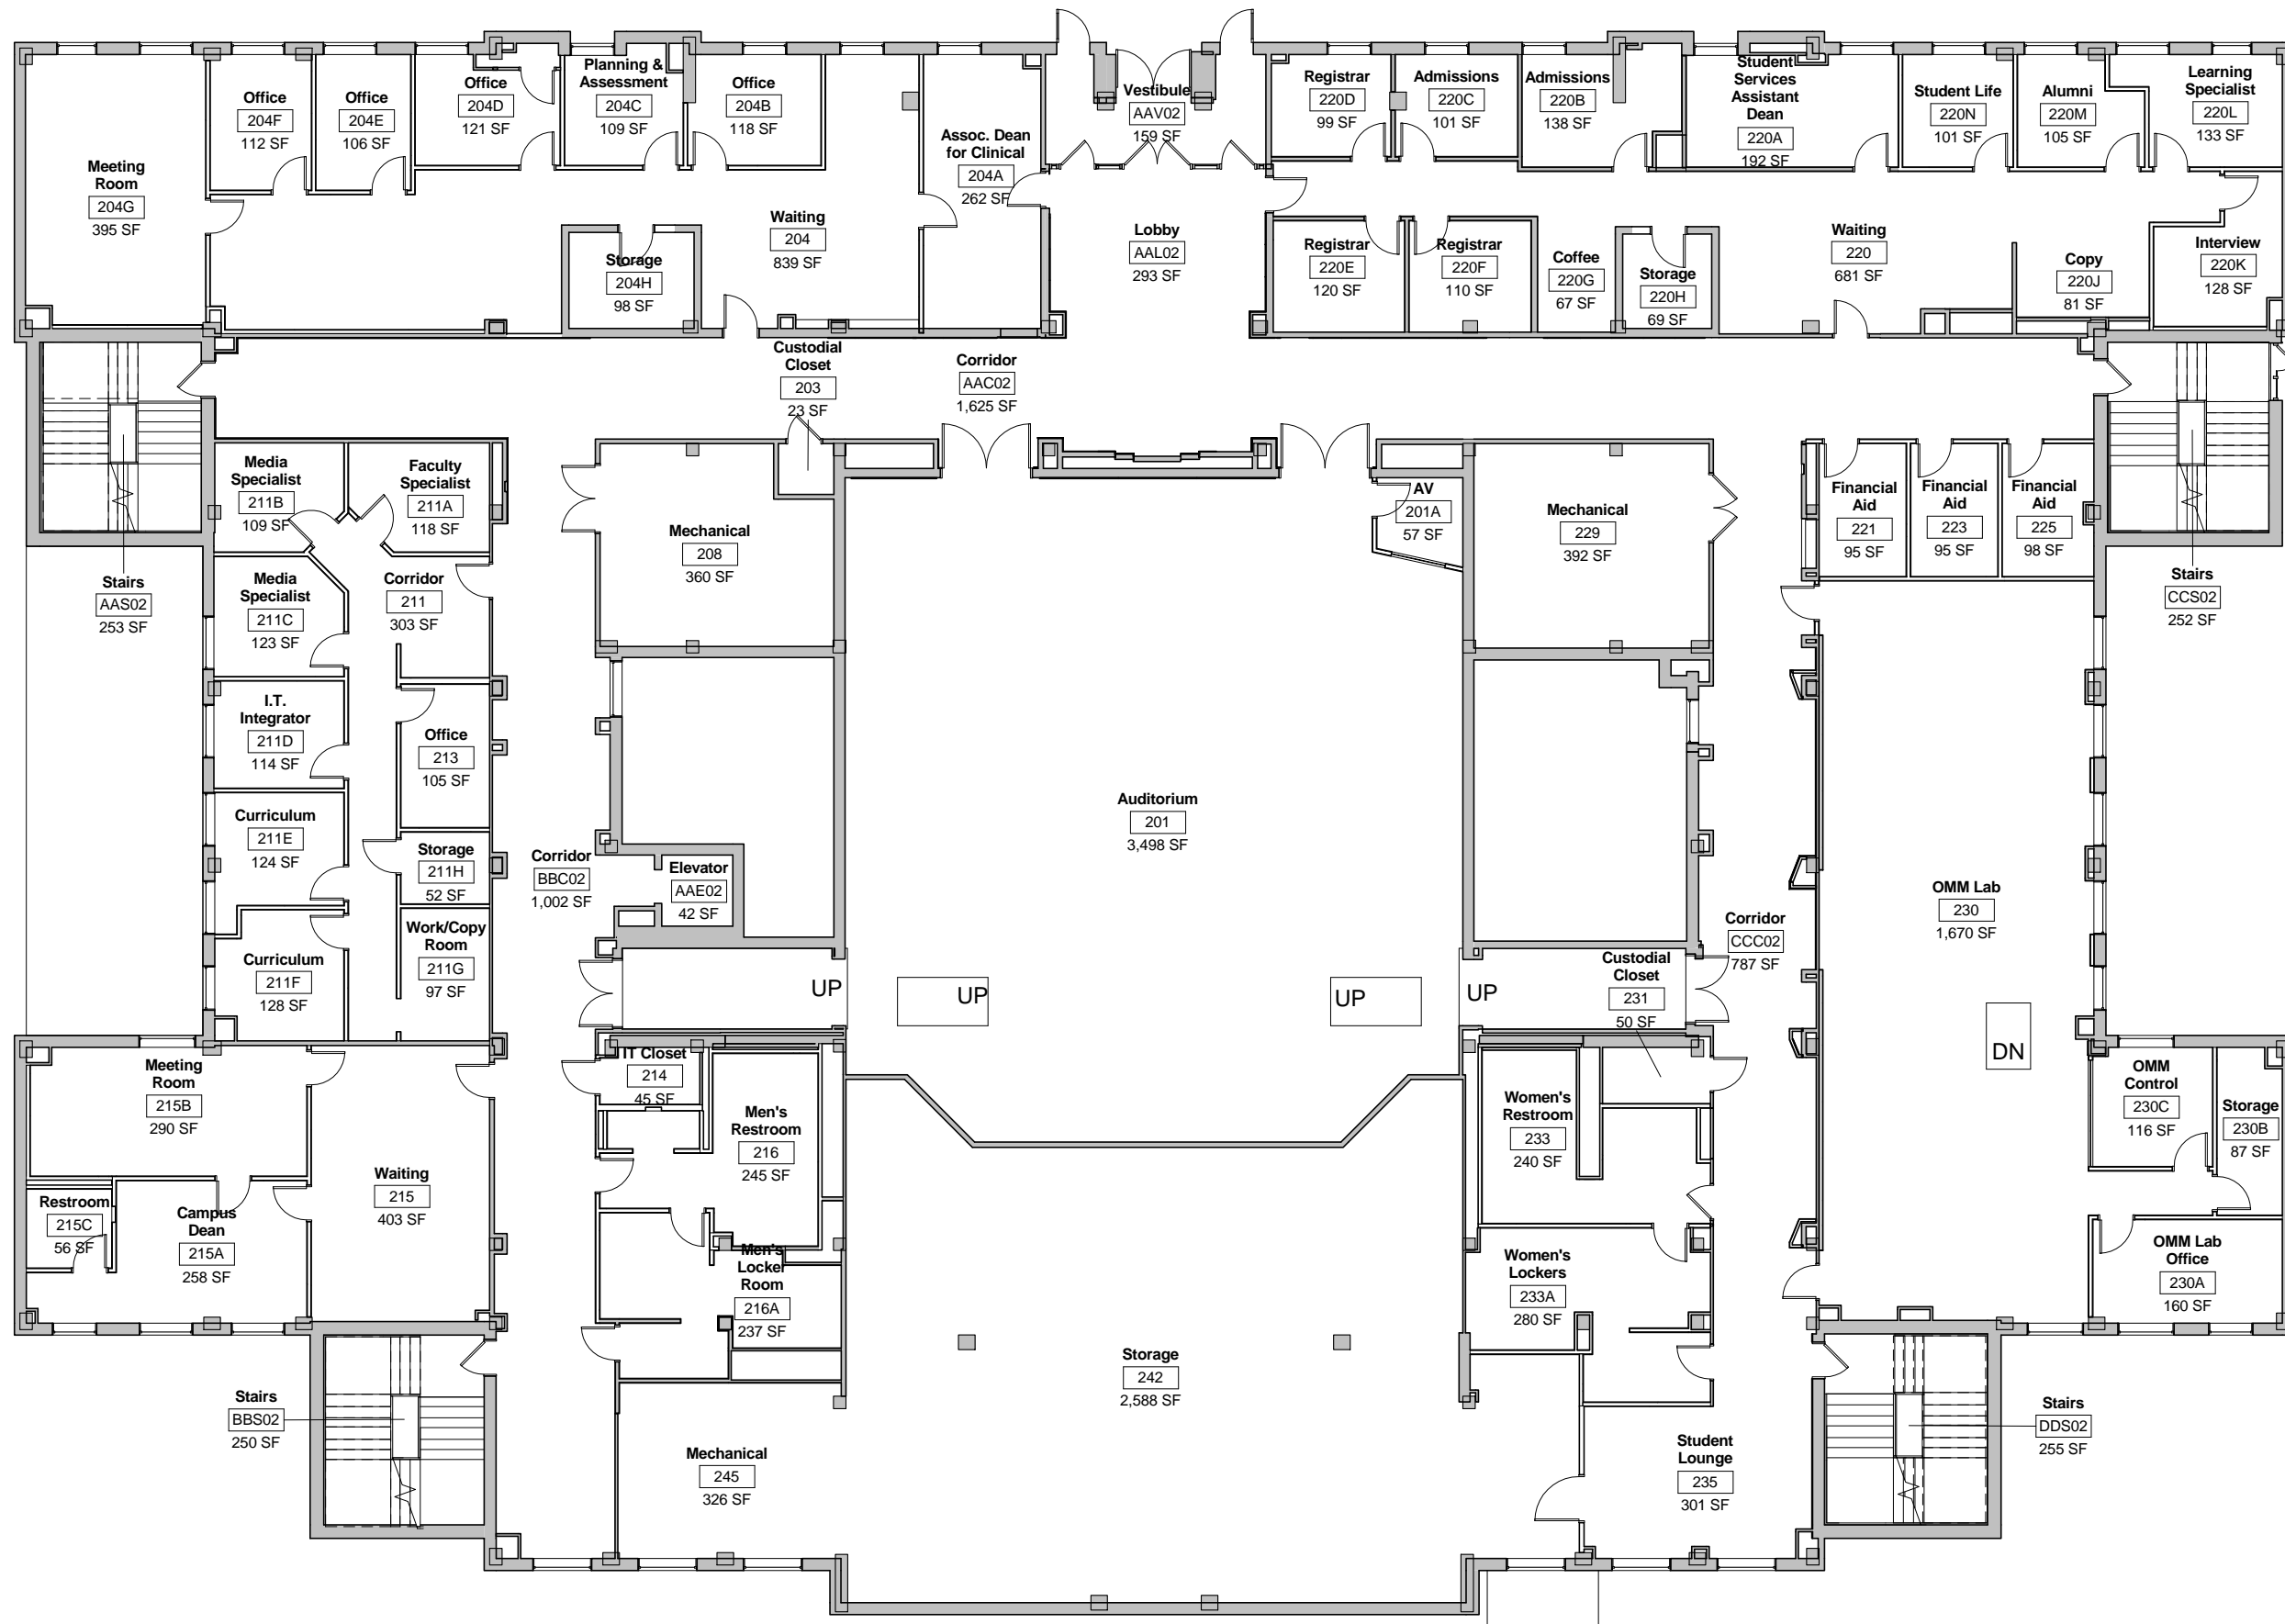 Meeting
Room
204G
395 SF
Office
204F
112 SF
Office
204E
106 SF
Office
204D
121 SF
Planning &
Assessment
204C
109 SF
Office
204B
118 SF
Assoc. Dean
for Clinical
204A
262 SF
Waiting
204
839 SF
Storage
204H
98 SF
Vestibule
AAV02
159 SF
Lobby
AAL02
293 SF
Registrar
220D
99 SF
Admissions
220C
101 SF
Admissions
220B
138 SF
Student
Services
Assistant
Dean
220A
192 SF
Student Life
220N
101 SF
Alumni
220M
105 SF
Learning
Specialist
220L
133 SF
Registrar
220E
120 SF
Registrar
220F
110 SF
Coffee
220G
67 SF
Storage
220H
69 SF
Waiting
220
681 SF
Copy
220J
81 SF
Interview
220K
128 SF
Custodial
Closet
203
23 SF
Corridor
AAC02
1,625 SF
Media
Specialist
211B
109 SF
Faculty
Specialist
211A
118 SF
Mechanical
208
360 SF
AV
201A
57 SF
Mechanical
229
392 SF
Financial
Aid
221
95 SF
Financial
Aid
223
95 SF
Financial
Aid
225
98 SF
Stairs
AAS02
253 SF
Media
Specialist
211C
123 SF
Corridor
211
303 SF
Stairs
CCS02
252 SF
I.T.
Integrator
211D
114 SF
Office
213
105 SF
Curriculum
211E
124 SF
Storage
211H
52 SF
Corridor
BBC02
1,002 SF
Elevator
AAE02
42 SF
Auditorium
201
3,498 SF
Corridor
CCC02
787 SF
OMM Lab
230
1,670 SF
Curriculum
211F
128 SF
Work/Copy
Room
211G
97 SF
UP
UP
UP
UP
Custodial
Closet
231
50 SF
DN
Meeting
Room
215B
290 SF
IT Closet
214
45 SF
Men's
Restroom
216
245 SF
Women's
Restroom
233
240 SF
OMM
Control
230C
116 SF
Storage
230B
87 SF
Restroom
215C
56 SF
Campus
Dean
215A
258 SF
Waiting
215
403 SF
Men's
Locker
Room
216A
237 SF
Women's
Lockers
233A
280 SF
OMM Lab
Office
230A
160 SF
Storage
242
2,588 SF
Stairs
BBS02
250 SF
Mechanical
245
326 SF
Student
Lounge
235
301 SF
Stairs
DDS02
255 SF